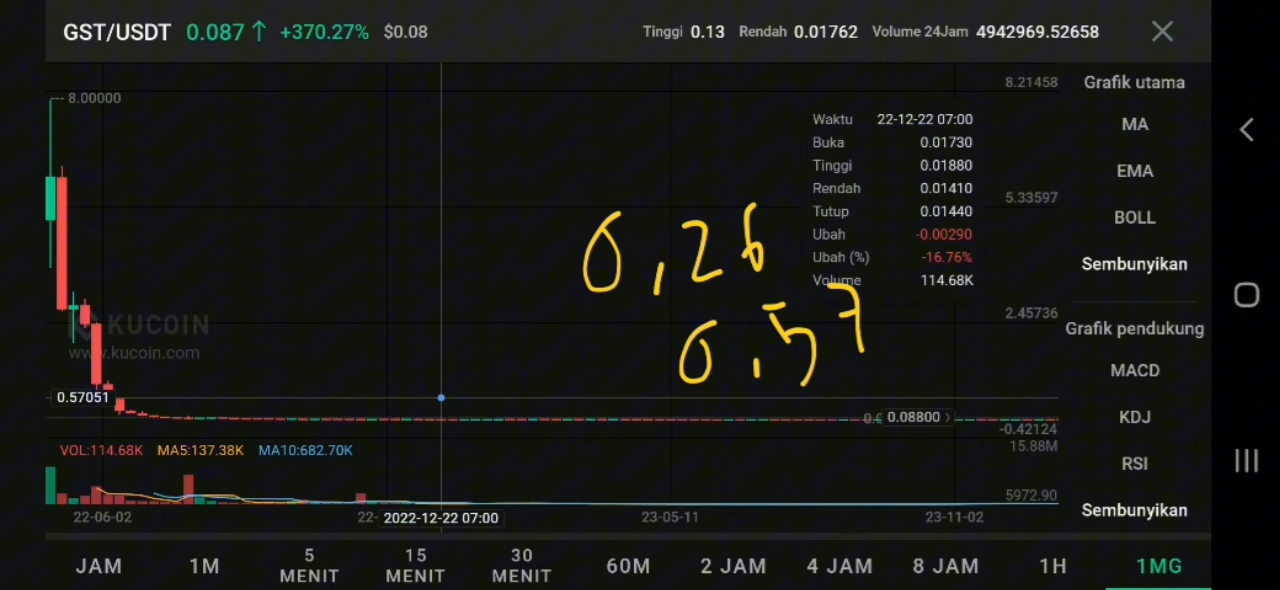 GST/USDT 0.087↑ +370.27% $0.08 Tinggi 0.13 Rendah 0.01762 Volume 24Jam 4942969.52658
8.21458
8.00000
5.33597
2.45736
-0.42124
Waktu 22-12-22 07:00
Buka 0.01730
Tinggi 0.01880
Rendah 0.01410
Tutup 0.01440
Ubah -0.00290
Ubah (%) -16.76%
Volume 114.68K
0,26
0,57
KUCOIN
www.kucoin.com
0.57051
0.08800
VOL:114.68K MA5:137.38K MA10:682.70K
15.88M
5972.90
22-06-02 22- 2022-12-22 07:00 23-05-11 23-11-02
Grafik utama
MA
EMA
BOLL
Sembunyikan
Grafik pendukung
MACD
KDJ
RSI
Sembunyikan
JAM 1M 5 MENIT 15 MENIT 30 MENIT 60M 2 JAM 4 JAM 8 JAM 1H 1MG